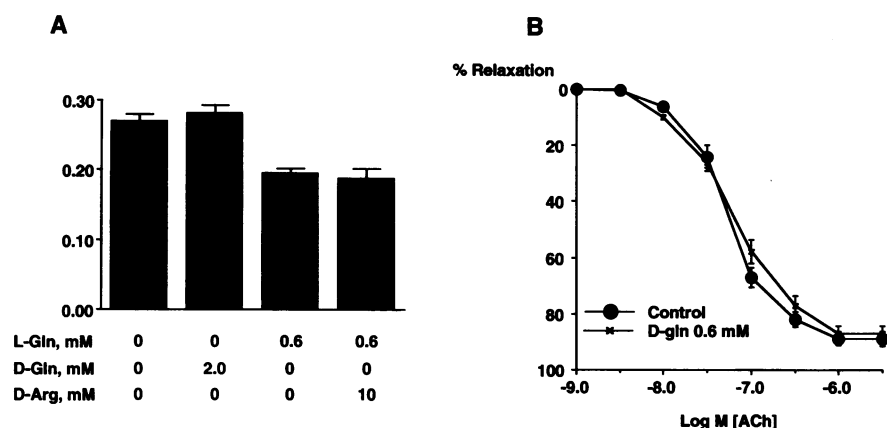 A
0.30
0.20
0.10
0.00
L-Gln, mM 0 0 0.6 0.6
D-Gln, mM 0 2.0 0 0
D-Arg, mM 0 0 0 10
B
% Relaxation
0
20
40
60
80
100
Control
D-gln 0.6 mM
-9.0 -8.0 -7.0 -6.0
Log M [ACh]